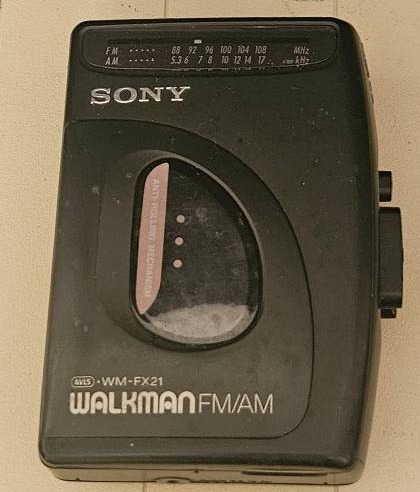 FM ····· 88 92 96 100 104 108 MHz
AM ····· 5.3 6 7 8 10 12 14 17 kHz
SONY
ANTI-ROLLING MECHANISM
AVLS·WM-FX21
WALKMAN FM/AM